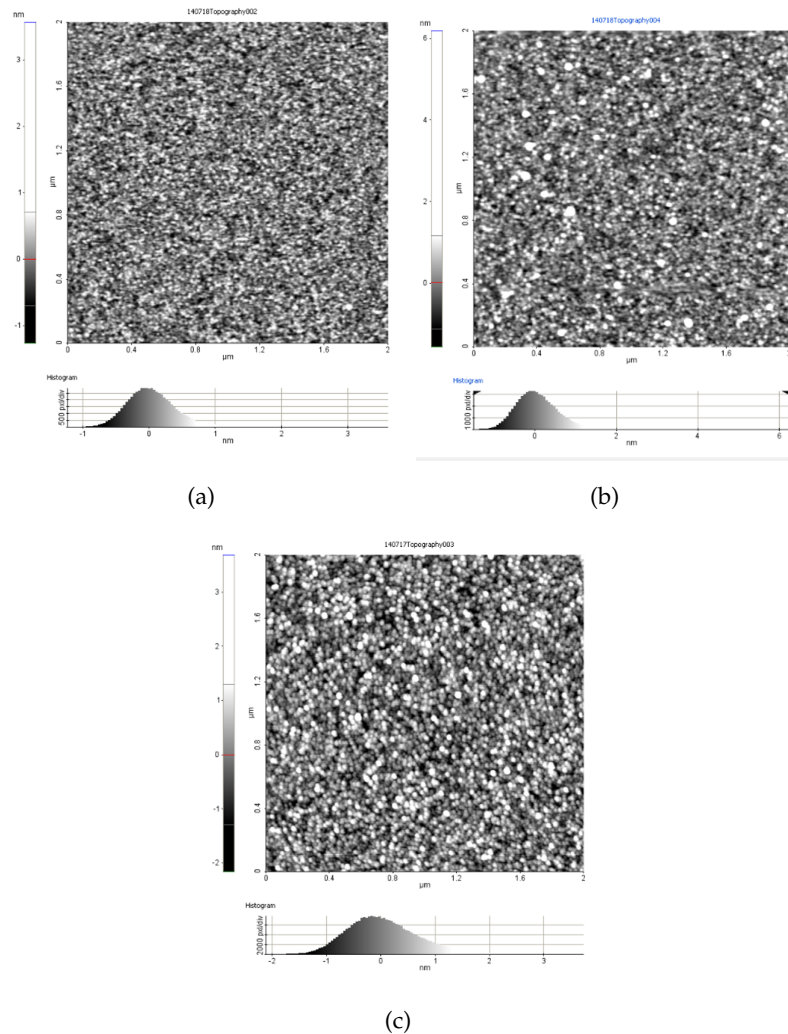 140718Topography002
nm
3
2
1
0
-1
2
1.6
1.2
0.8
0.4
0
µm
0 0.4 0.8 1.2 1.6 2
µm
Histogram
500 pxl/div
-1 0 1 2 3
nm
(a)
140718Topography004
nm
6
4
2
0
2
1.6
1.2
0.8
0.4
0
µm
0 0.4 0.8 1.2 1.6 2
µm
Histogram
1000 pxl/div
0 2 4 6
nm
(b)
140717Topography003
nm
3
2
1
0
-1
-2
2
1.6
1.2
0.8
0.4
0
µm
0 0.4 0.8 1.2 1.6 2
µm
Histogram
2000 pxl/div
-2 -1 0 1 2 3
nm
(c)